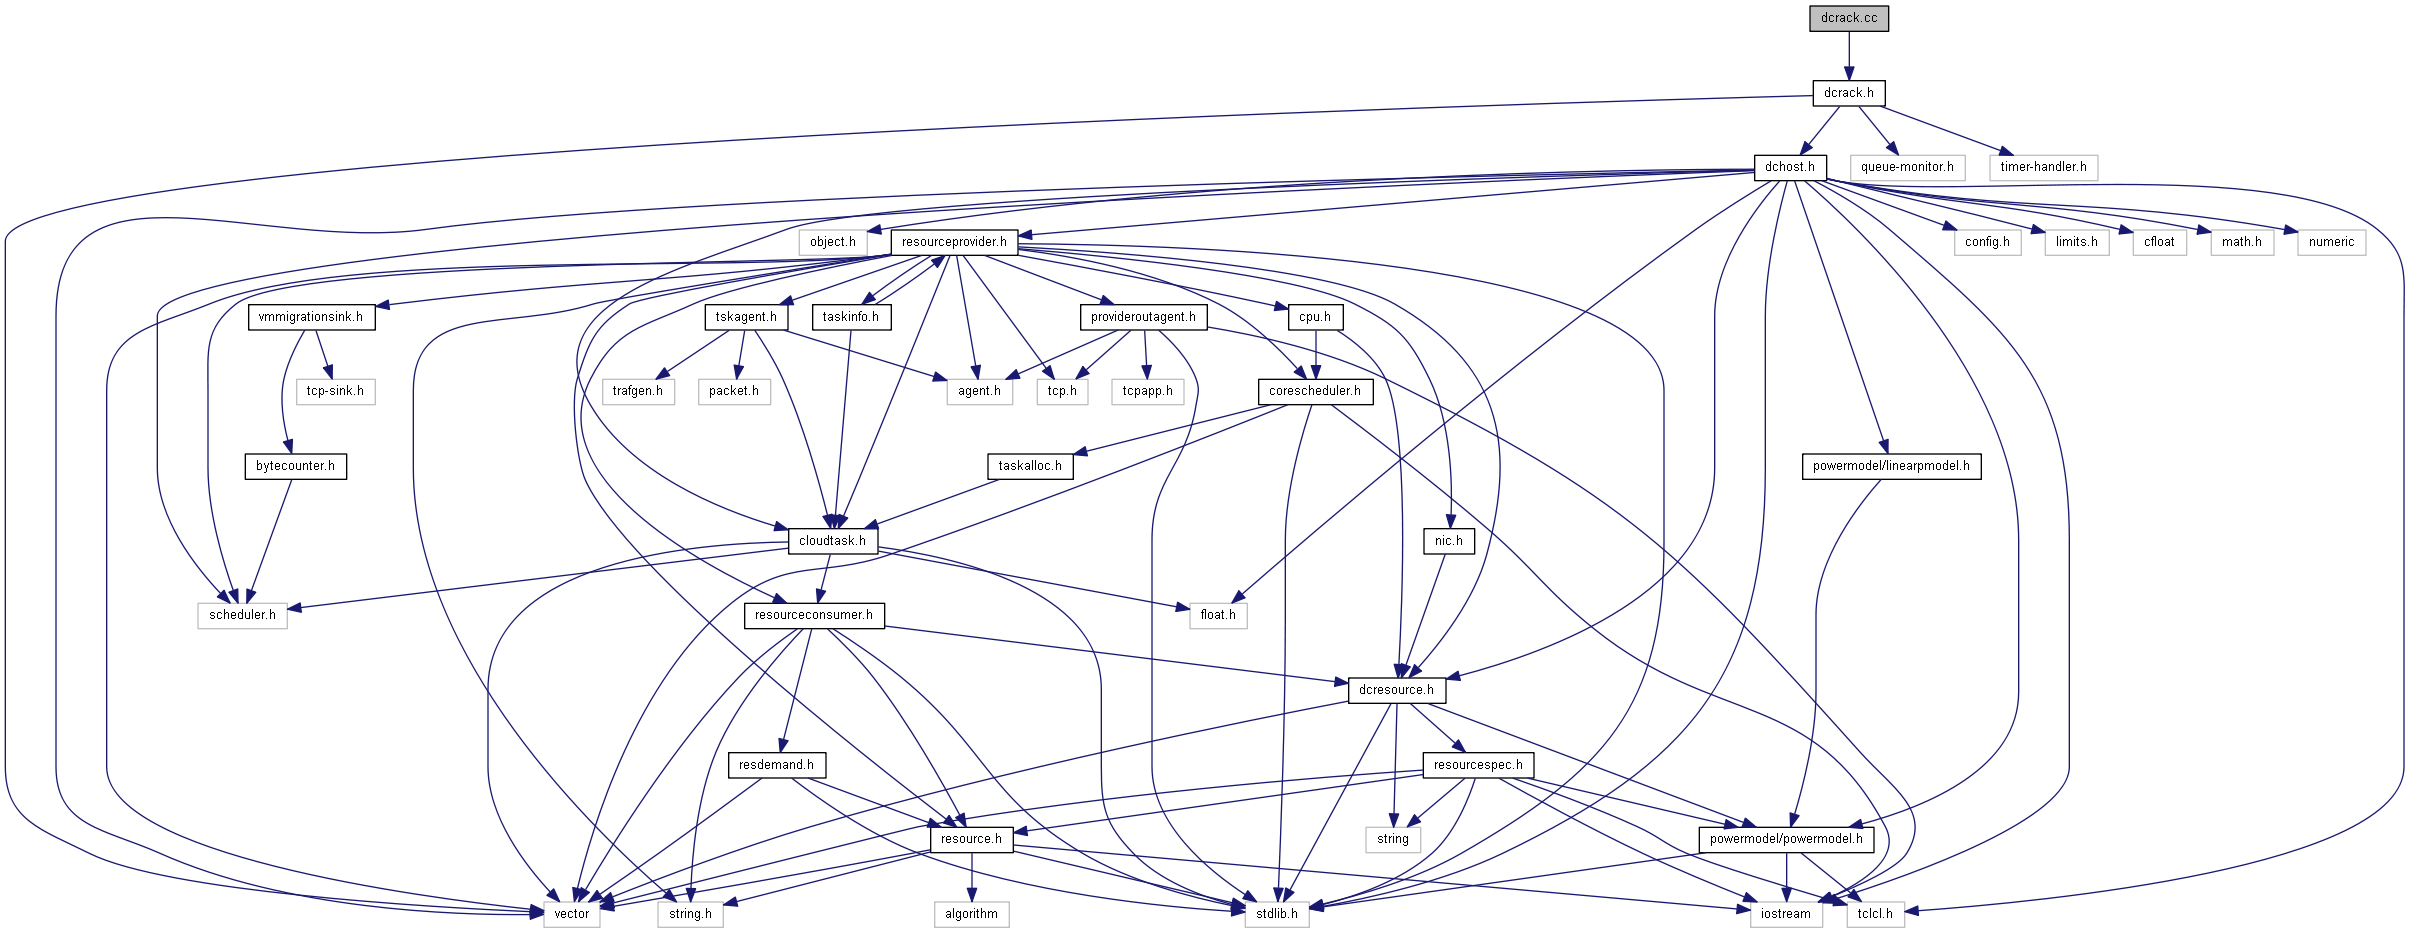 dcrack.cc
dcrack.h
dchost.h
queue-monitor.h
timer-handler.h
object.h
resourceprovider.h
config.h
limits.h
cfloat
math.h
numeric
vmmigrationsink.h
tskagent.h
taskinfo.h
provideroutagent.h
cpu.h
tcp-sink.h
trafgen.h
packet.h
agent.h
tcp.h
tcpapp.h
corescheduler.h
bytecounter.h
taskalloc.h
powermodel/linearpmodel.h
cloudtask.h
nic.h
scheduler.h
resourceconsumer.h
float.h
dcresource.h
resdemand.h
resourcespec.h
resource.h
string
powermodel/powermodel.h
vector
string.h
algorithm
stdlib.h
iostream
tclcl.h